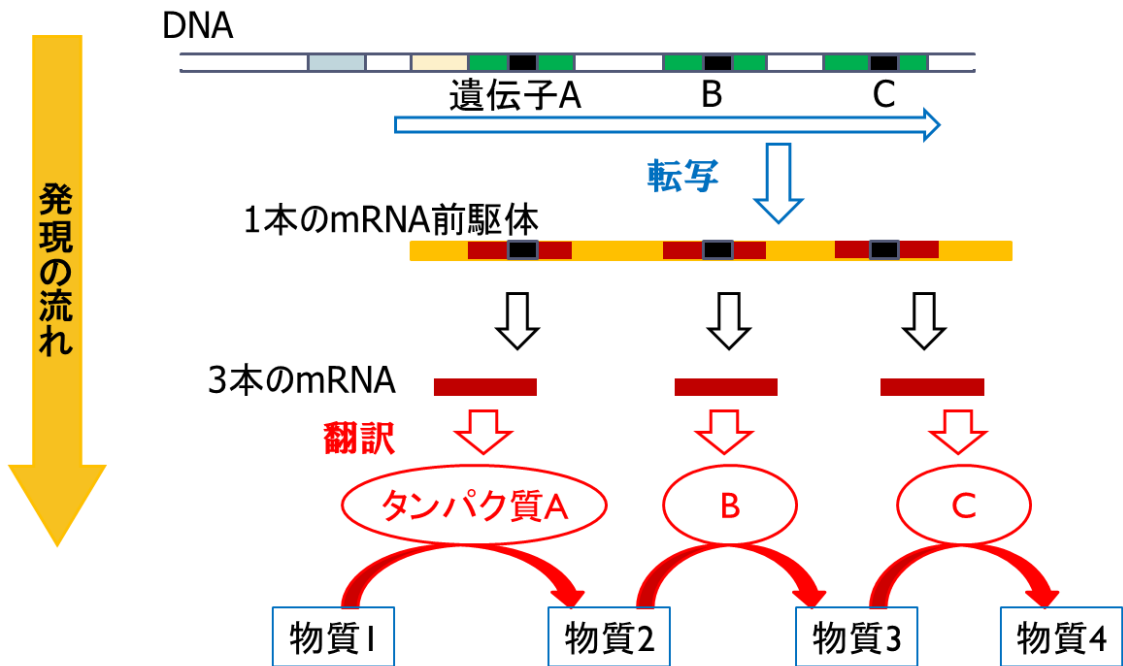 DNA
遺伝子A B C
転写
1本のmRNA前駆体
発現の流れ
3本のmRNA
翻訳
タンパク質A B C
物質1 物質2 物質3 物質4